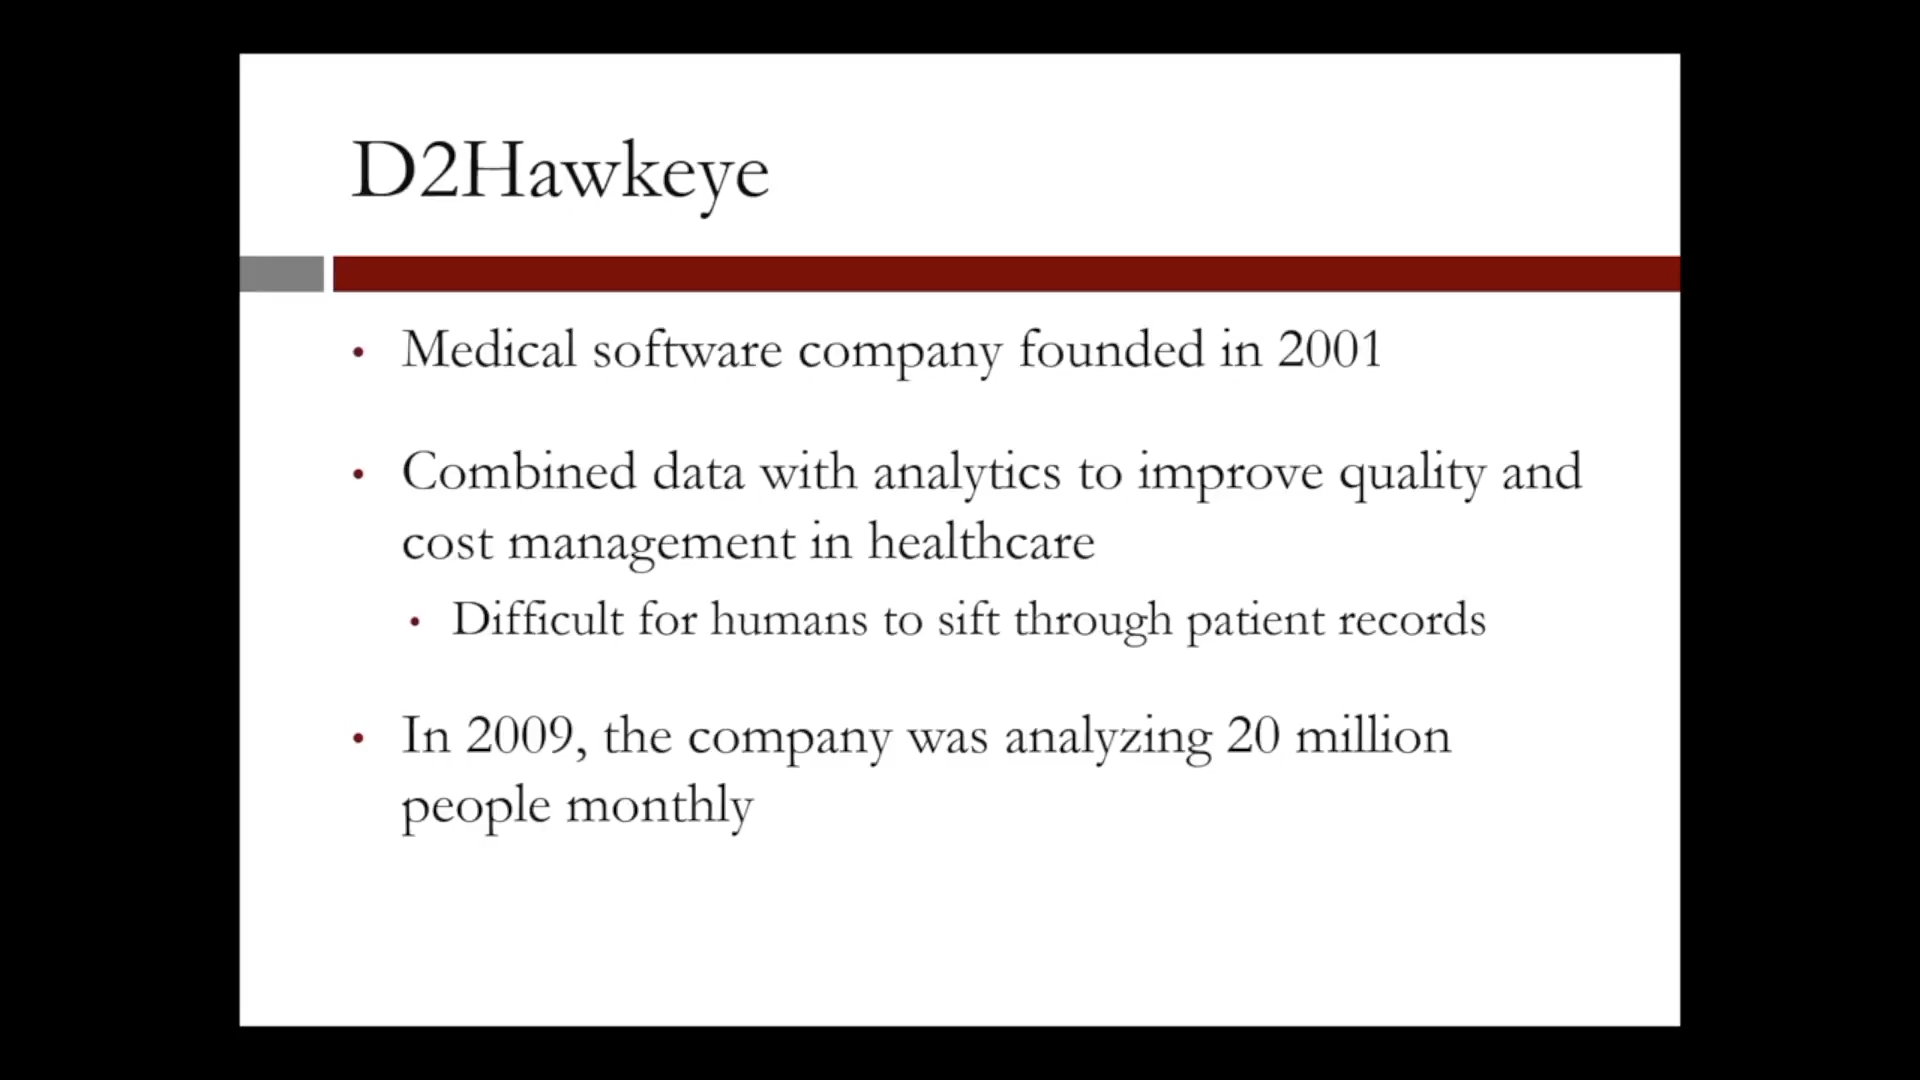 D2Hawkeye
• Medical software company founded in 2001
• Combined data with analytics to improve quality and
cost management in healthcare
• Difficult for humans to sift through patient records
• In 2009, the company was analyzing 20 million
people monthly